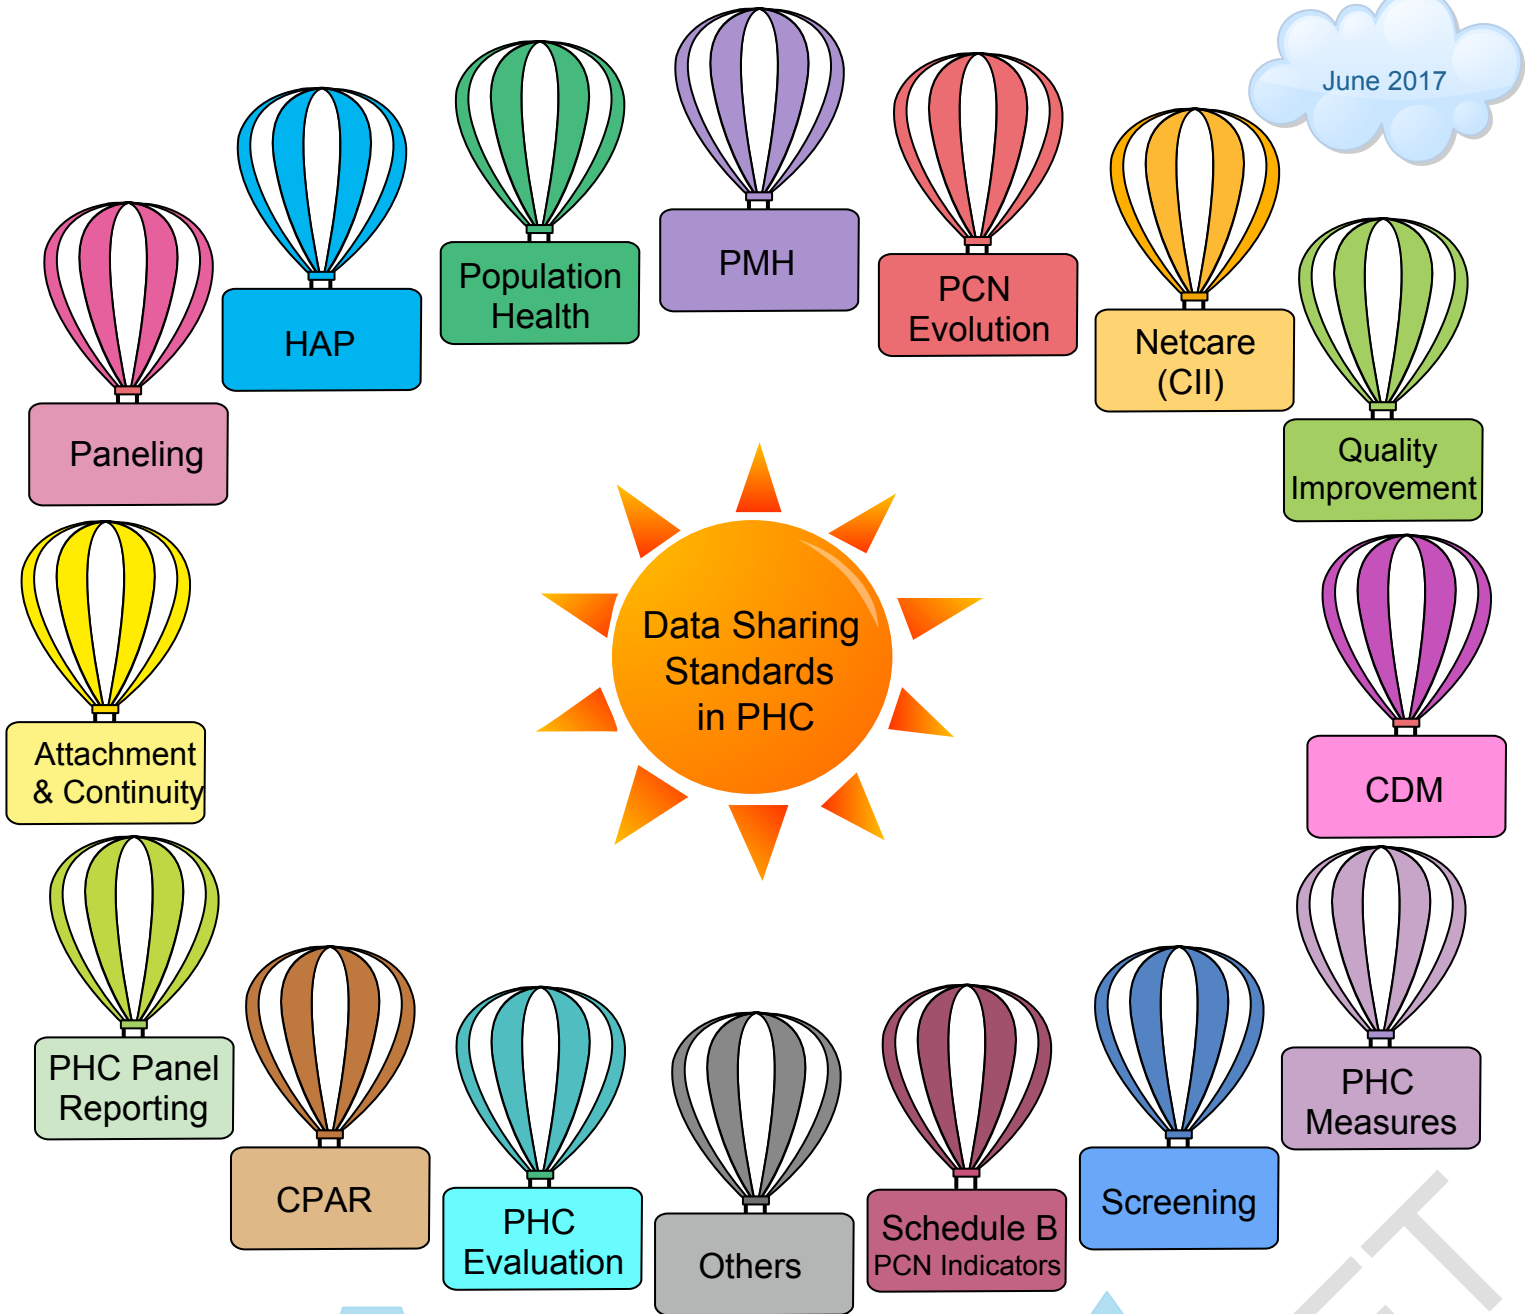 June 2017
PMH
Population
Health
PCN
Evolution
HAP
Netcare
(CII)
Paneling
Quality
Improvement
Data Sharing
Standards
in PHC
Attachment
& Continuity
CDM
PHC Panel
Reporting
PHC
Measures
CPAR
PHC
Evaluation
Others
Schedule B
PCN Indicators
Screening